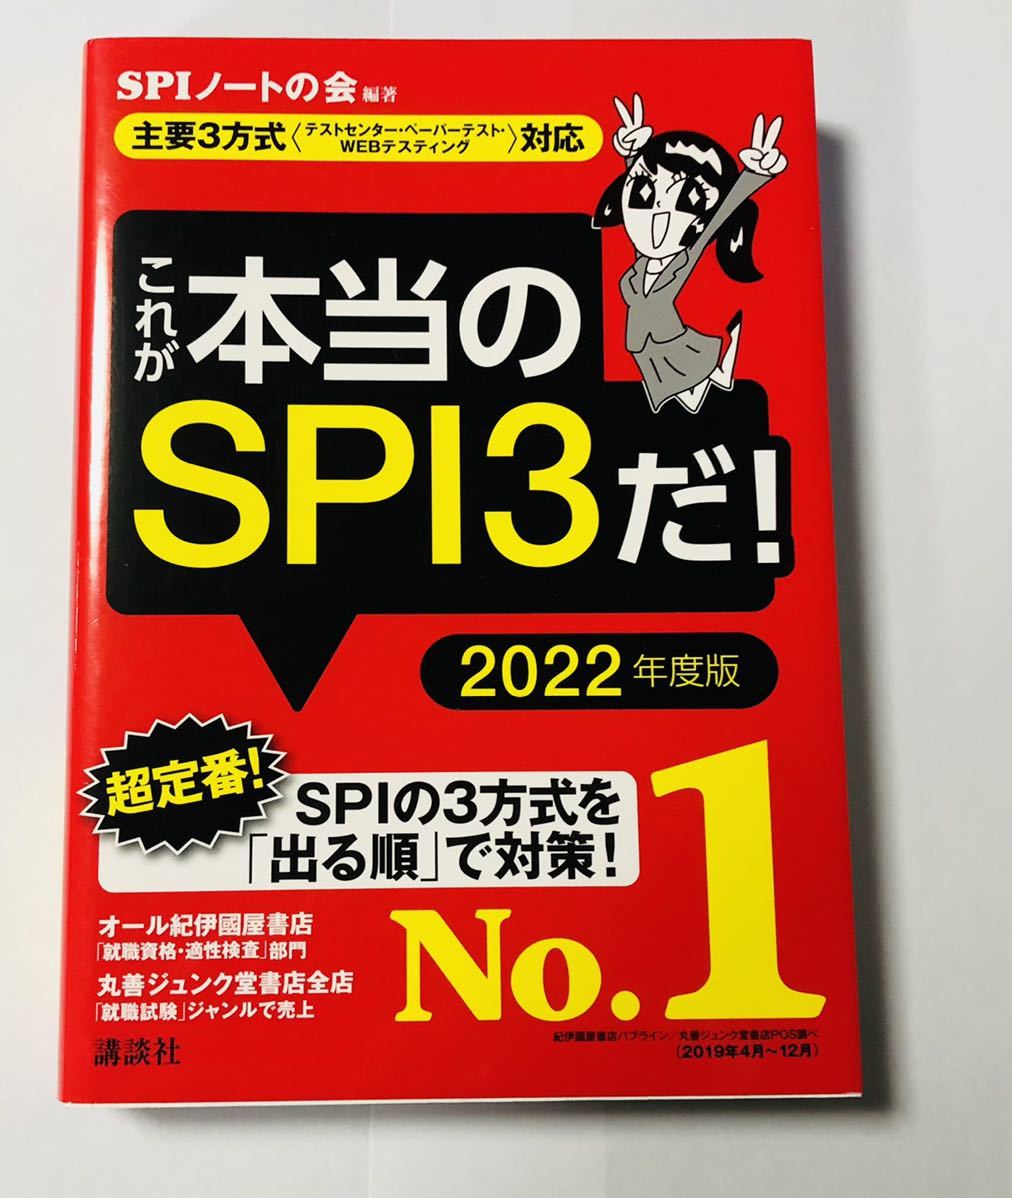 SPIノートの会 編著
主要3方式〈テストセンター・ペーパーテスト・
WEBテスティング〉対応
これが
本当の
SPI3だ!
2022年度版
超定番!
SPIの3方式を
「出る順」で対策!
オール紀伊國屋書店
「就職資格・適性検査」部門
丸善ジュンク堂書店全店
「就職試験」ジャンルで売上
No.1
紀伊國屋書店パブライン/丸善ジュンク堂書店POS調べ
(2019年4月~12月)
講談社